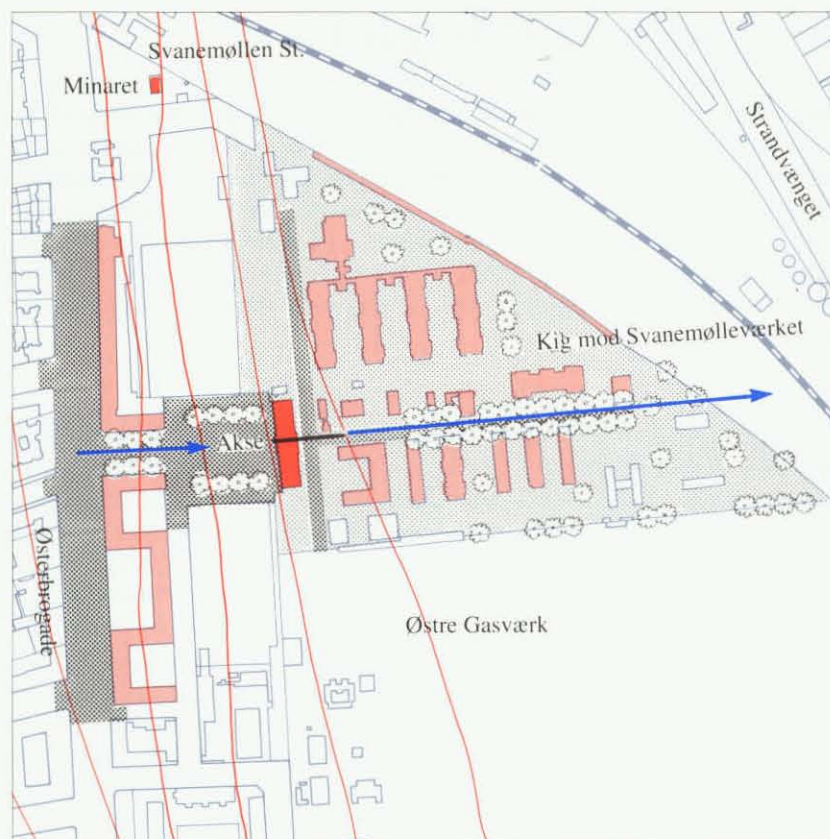 Svanemøllen St.
Minaret
Strandvænget
Kig mod Svanemølleværket
Akse
Østerbrogade
Østre Gasværk